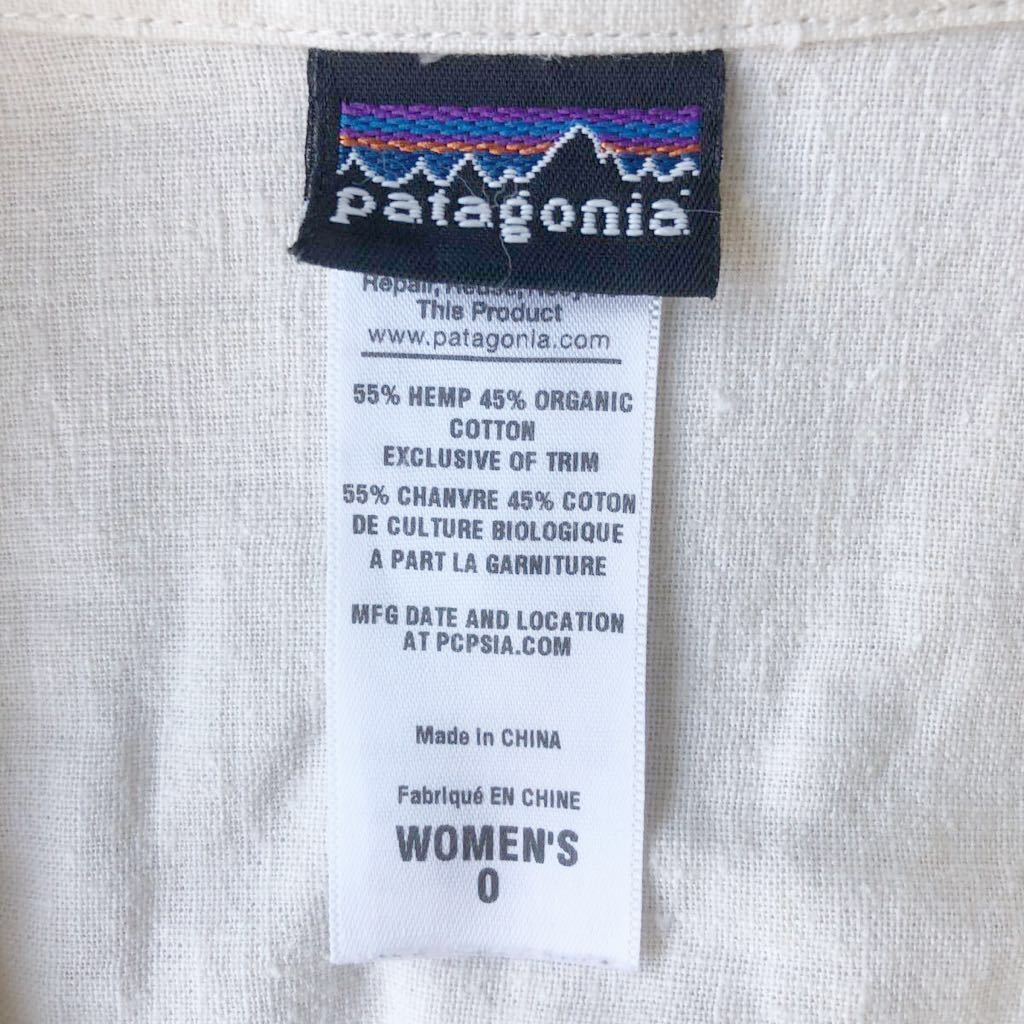 patagonia
Repair,
This Product
www.patagonia.com
55% HEMP 45% ORGANIC
COTTON
EXCLUSIVE OF TRIM
55% CHANVRE 45% COTON
DE CULTURE BIOLOGIQUE
A PART LA GARNITURE
MFG DATE AND LOCATION
AT PCPSIA.COM
Made in CHINA
Fabriqué EN CHINE
WOMEN'S
0